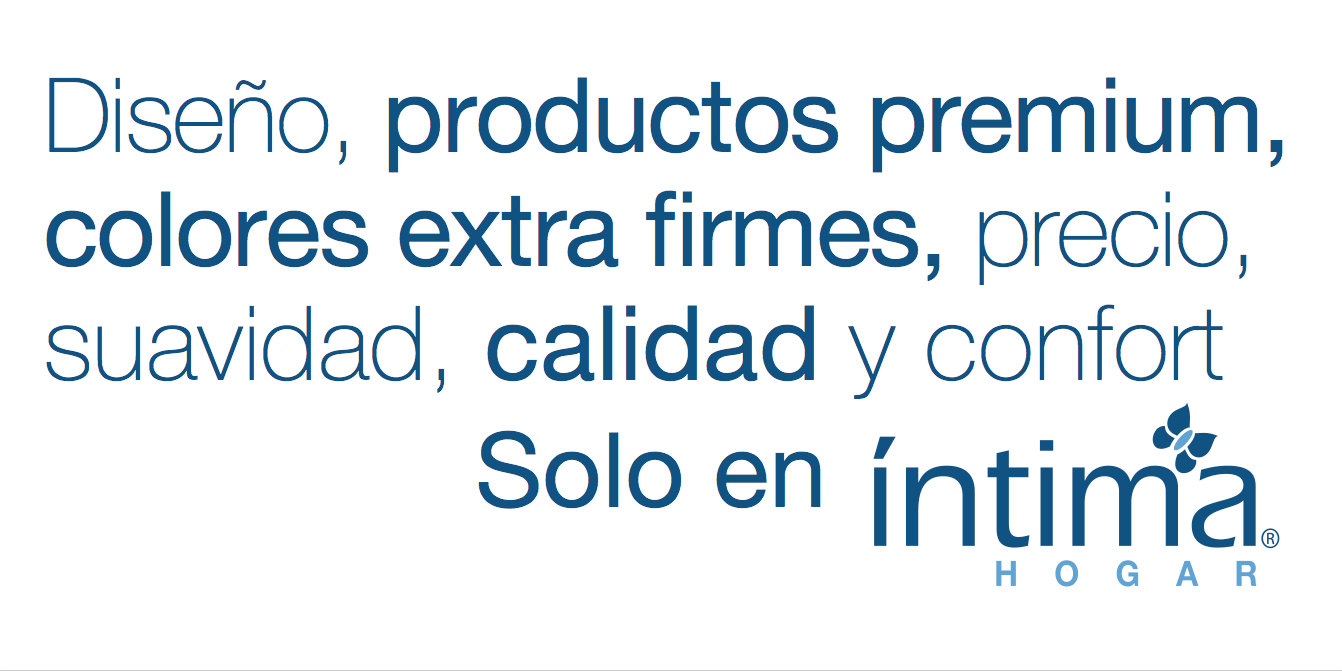 Diseño, productos premium,
colores extra firmes, precio,
suavidad, calidad y confort
Solo en íntima®
HOGAR